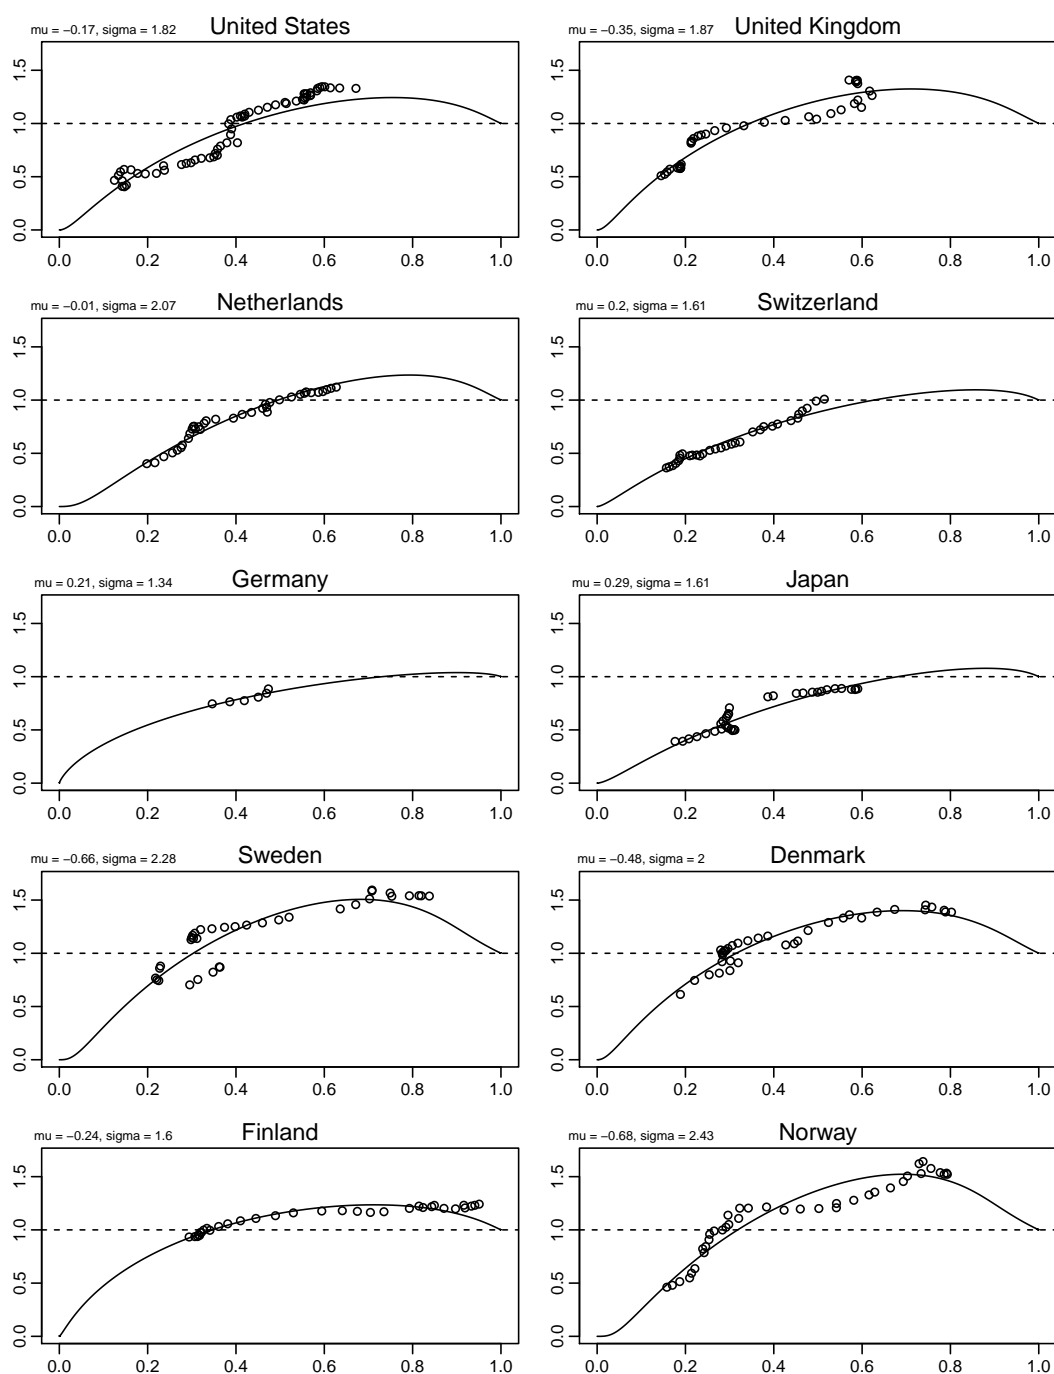 mu = −0.17, sigma = 1.82 United States
0.0 0.5 1.0 1.5
0.0 0.2 0.4 0.6 0.8 1.0
mu = −0.35, sigma = 1.87 United Kingdom
0.0 0.5 1.0 1.5
0.0 0.2 0.4 0.6 0.8 1.0
mu = −0.01, sigma = 2.07 Netherlands
0.0 0.5 1.0 1.5
0.0 0.2 0.4 0.6 0.8 1.0
mu = 0.2, sigma = 1.61 Switzerland
0.0 0.5 1.0 1.5
0.0 0.2 0.4 0.6 0.8 1.0
mu = 0.21, sigma = 1.34 Germany
0.0 0.5 1.0 1.5
0.0 0.2 0.4 0.6 0.8 1.0
mu = 0.29, sigma = 1.61 Japan
0.0 0.5 1.0 1.5
0.0 0.2 0.4 0.6 0.8 1.0
mu = −0.66, sigma = 2.28 Sweden
0.0 0.5 1.0 1.5
0.0 0.2 0.4 0.6 0.8 1.0
mu = −0.48, sigma = 2 Denmark
0.0 0.5 1.0 1.5
0.0 0.2 0.4 0.6 0.8 1.0
mu = −0.24, sigma = 1.6 Finland
0.0 0.5 1.0 1.5
0.0 0.2 0.4 0.6 0.8 1.0
mu = −0.68, sigma = 2.43 Norway
0.0 0.5 1.0 1.5
0.0 0.2 0.4 0.6 0.8 1.0